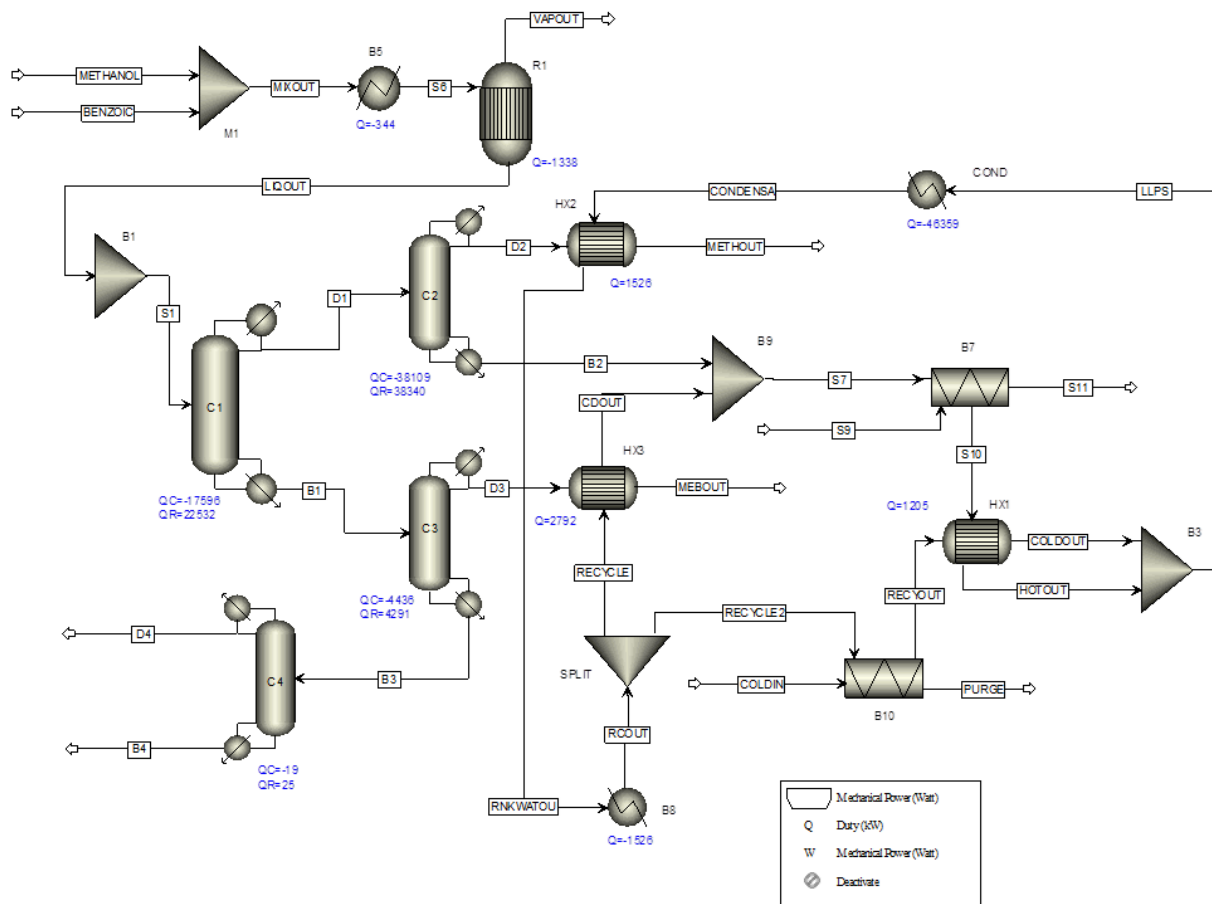 VAPOUT
B5
R1
METHANOL
MIXOUT
S6
BENZOIC
M1
Q=-344
Q=-1338
LIQOUT
COND
CONDENSA
LLPS
HX2
Q=-46359
B1
D2
METHOUT
D1
C2
Q=1526
S1
B9
B7
B2
S7
S11
QC=-38109
QR=38340
CDOUT
C1
S9
HX3
S10
B1
D3
MEBOUT
Q=1205
HX1
B3
QC=-17596
QR=22532
C3
Q=2792
COLDOUT
RECYCLE
RECYOUT
HOTOUT
QC=-4436
QR=4291
RECYCLE2
D4
SPLIT
C4
B3
COLDIN
PURGE
B10
RCOUT
B4
QC=-19
QR=25
RNKWATOU
B8
Q=-1526
Mechanical Power (Watt)
Q Duty (kW)
W Mechanical Power (Watt)
Deactivate